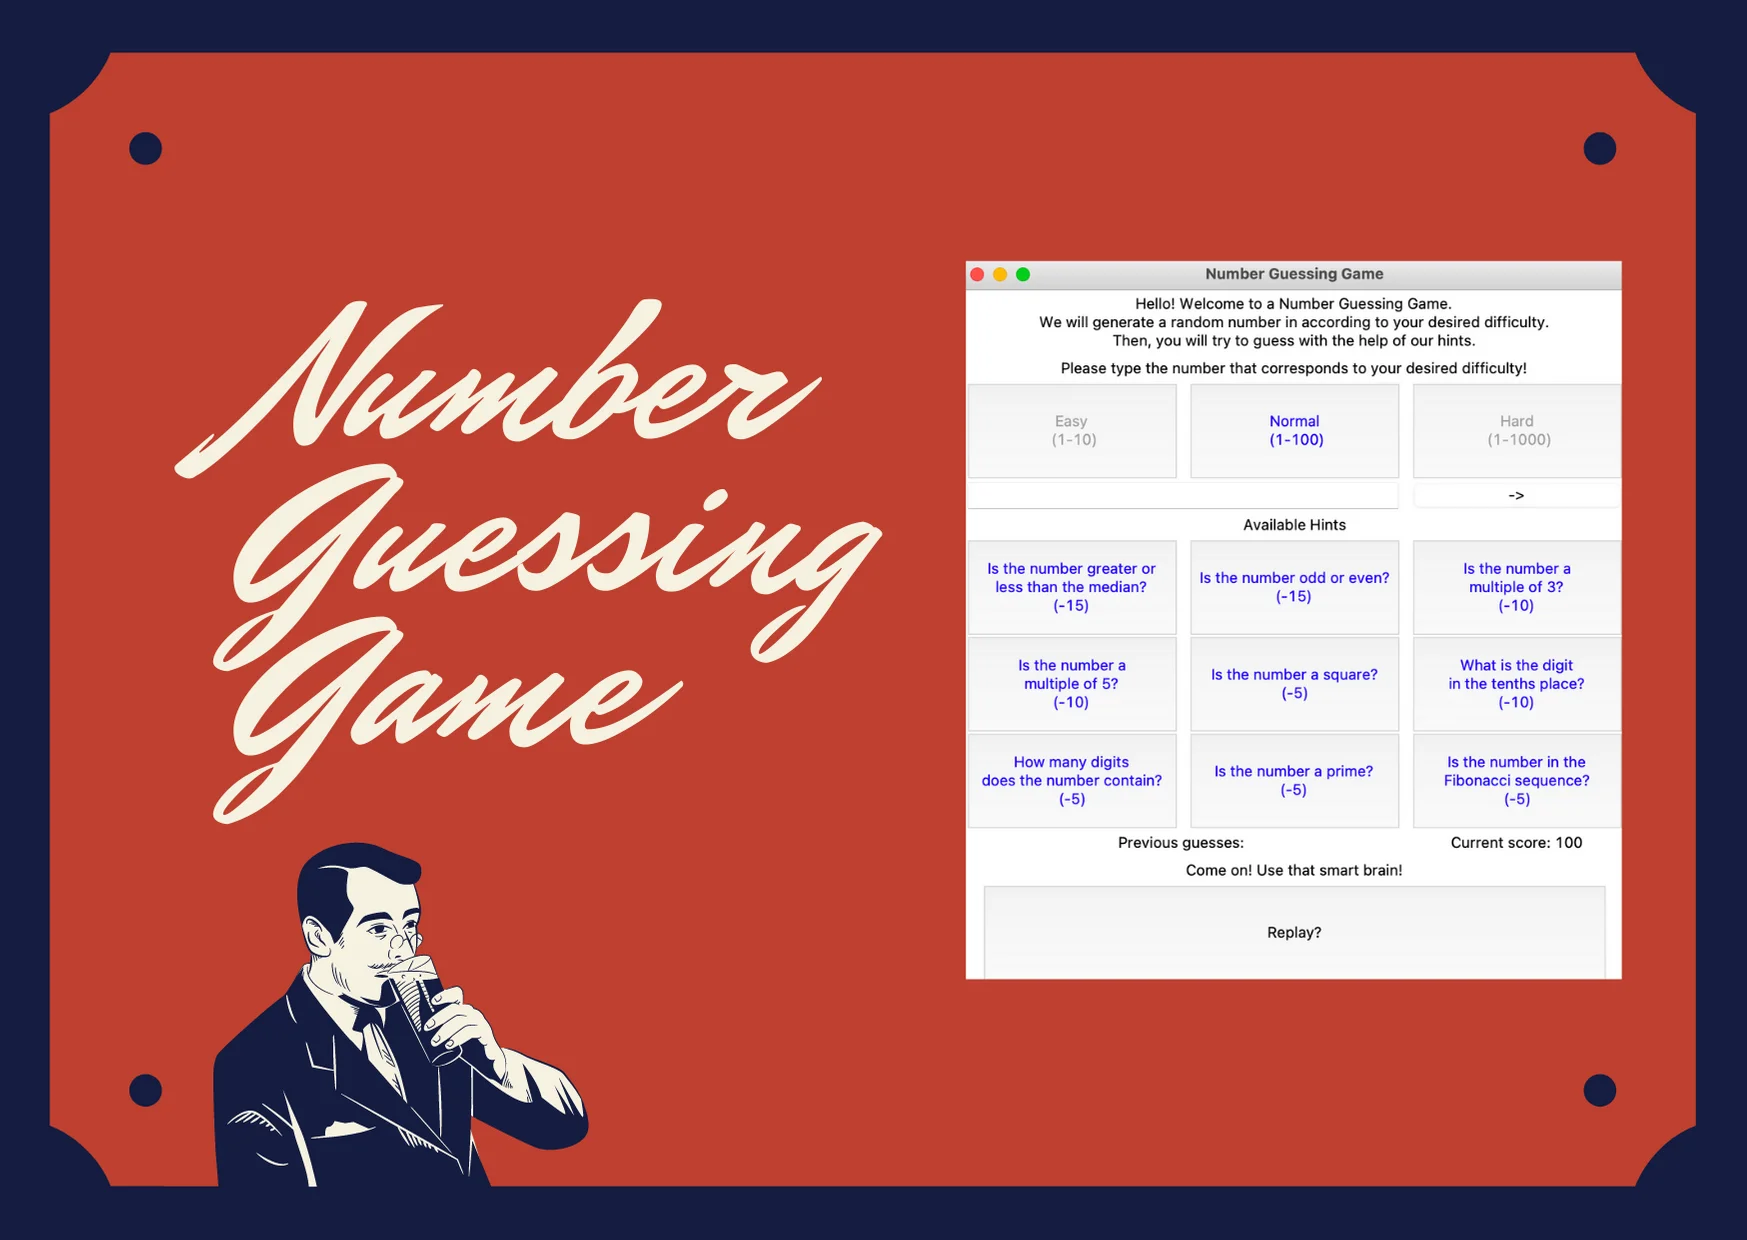 Number
Guessing
Game
Number Guessing Game
Hello! Welcome to a Number Guessing Game.
We will generate a random number in according to your desired difficulty.
Then, you will try to guess with the help of our hints.
Please type the number that corresponds to your desired difficulty!
Easy
(1-10)
Normal
(1-100)
Hard
(1-1000)
->
Available Hints
Is the number greater or
less than the median?
(-15)
Is the number odd or even?
(-15)
Is the number a
multiple of 3?
(-10)
Is the number a
multiple of 5?
(-10)
Is the number a square?
(-5)
What is the digit
in the tenths place?
(-10)
How many digits
does the number contain?
(-5)
Is the number a prime?
(-5)
Is the number in the
Fibonacci sequence?
(-5)
Previous guesses:
Current score: 100
Come on! Use that smart brain!
Replay?